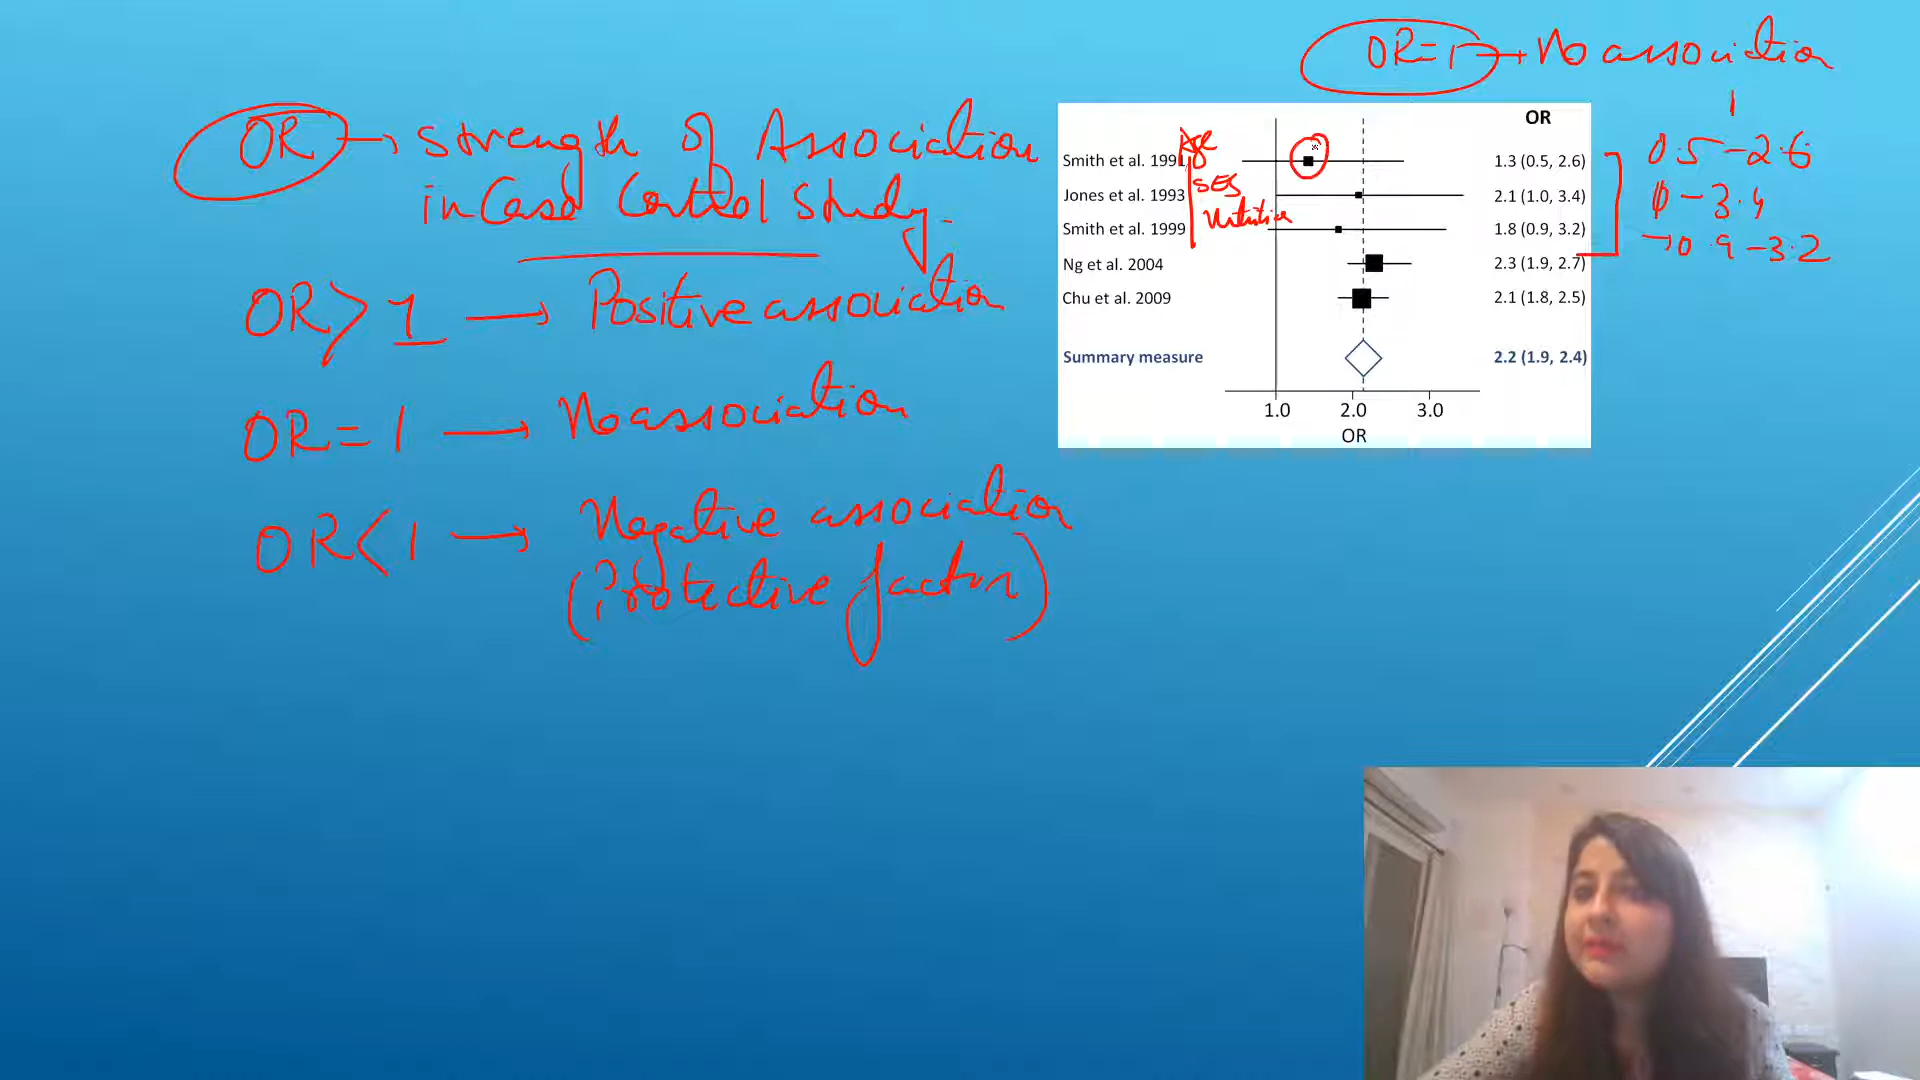 OR=1 → No association
OR → Strength of Association
in Case Control Study.
OR > 1 → Positive association
OR = 1 → No association
OR < 1 → Negative association
(Protective factor)
OR
Smith et al. 1991 1.3 (0.5, 2.6)
Jones et al. 1993 2.1 (1.0, 3.4)
Smith et al. 1999 1.8 (0.9, 3.2)
Ng et al. 2004 2.3 (1.9, 2.7)
Chu et al. 2009 2.1 (1.8, 2.5)
Summary measure 2.2 (1.9, 2.4)
1.0 2.0 3.0
OR
Age
SES
Nutrition
1
0.5 - 2.6
- 3.4
→ 0.9 - 3.2